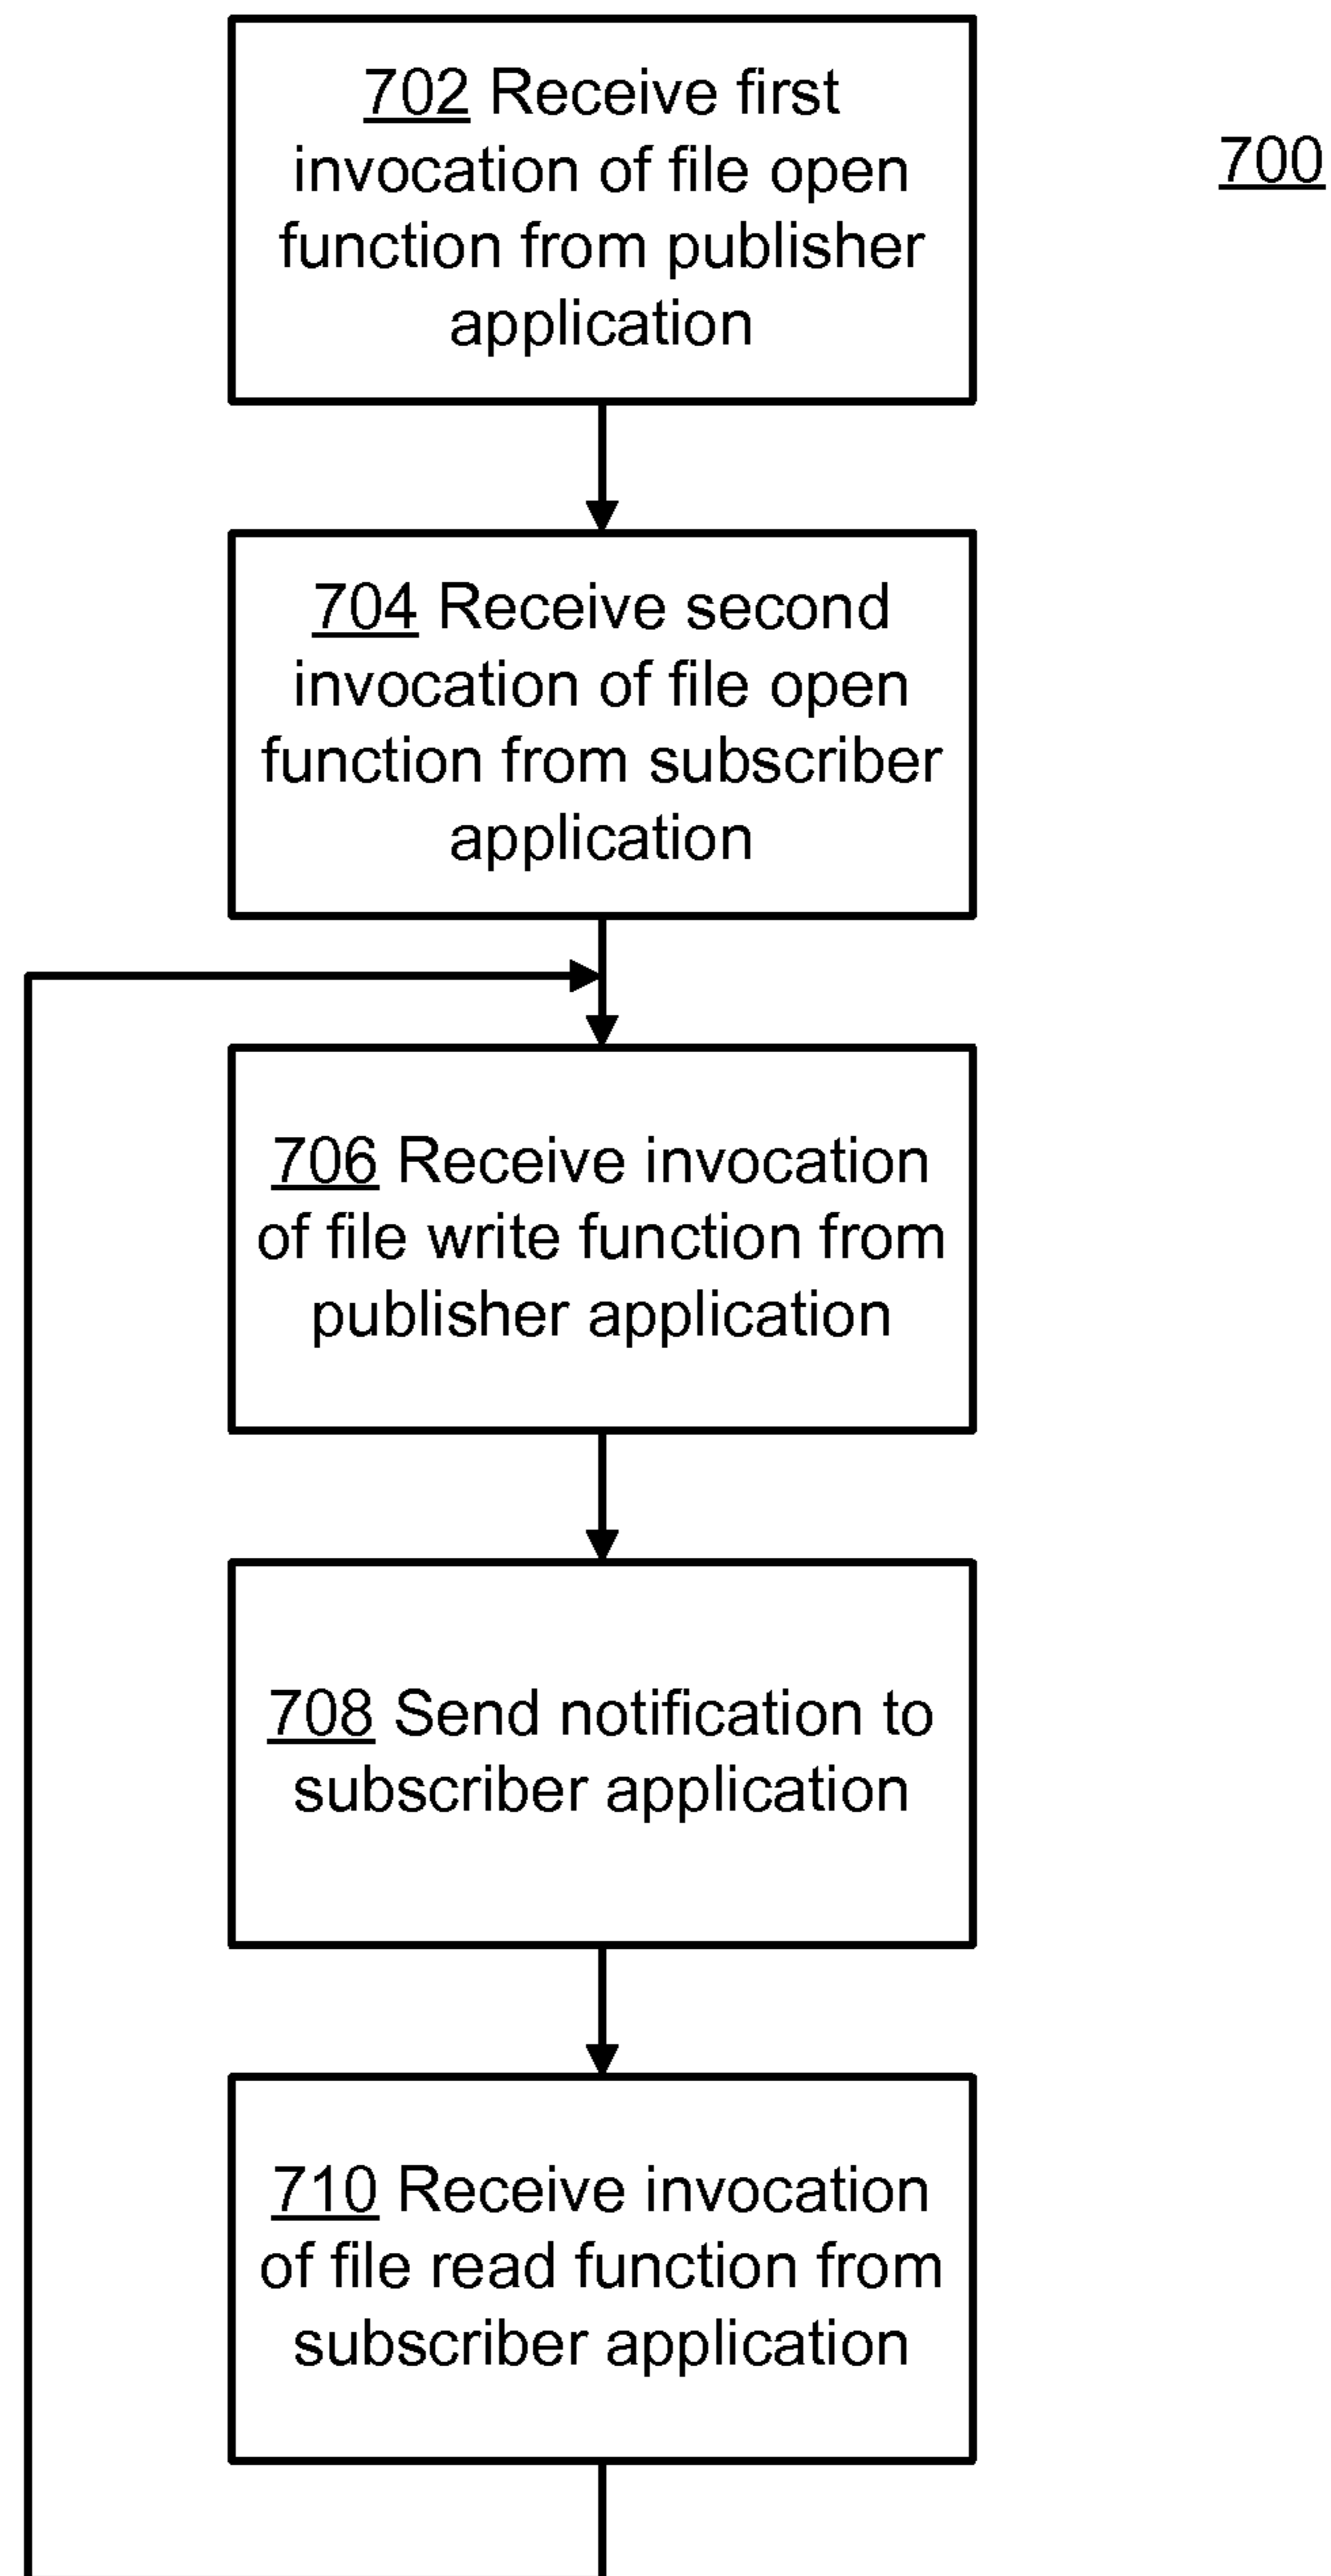 702 Receive first
invocation of file open
function from publisher
application
700
704 Receive second
invocation of file open
function from subscriber
application
706 Receive invocation
of file write function from
publisher application
708 Send notification to
subscriber application
710 Receive invocation
of file read function from
subscriber application